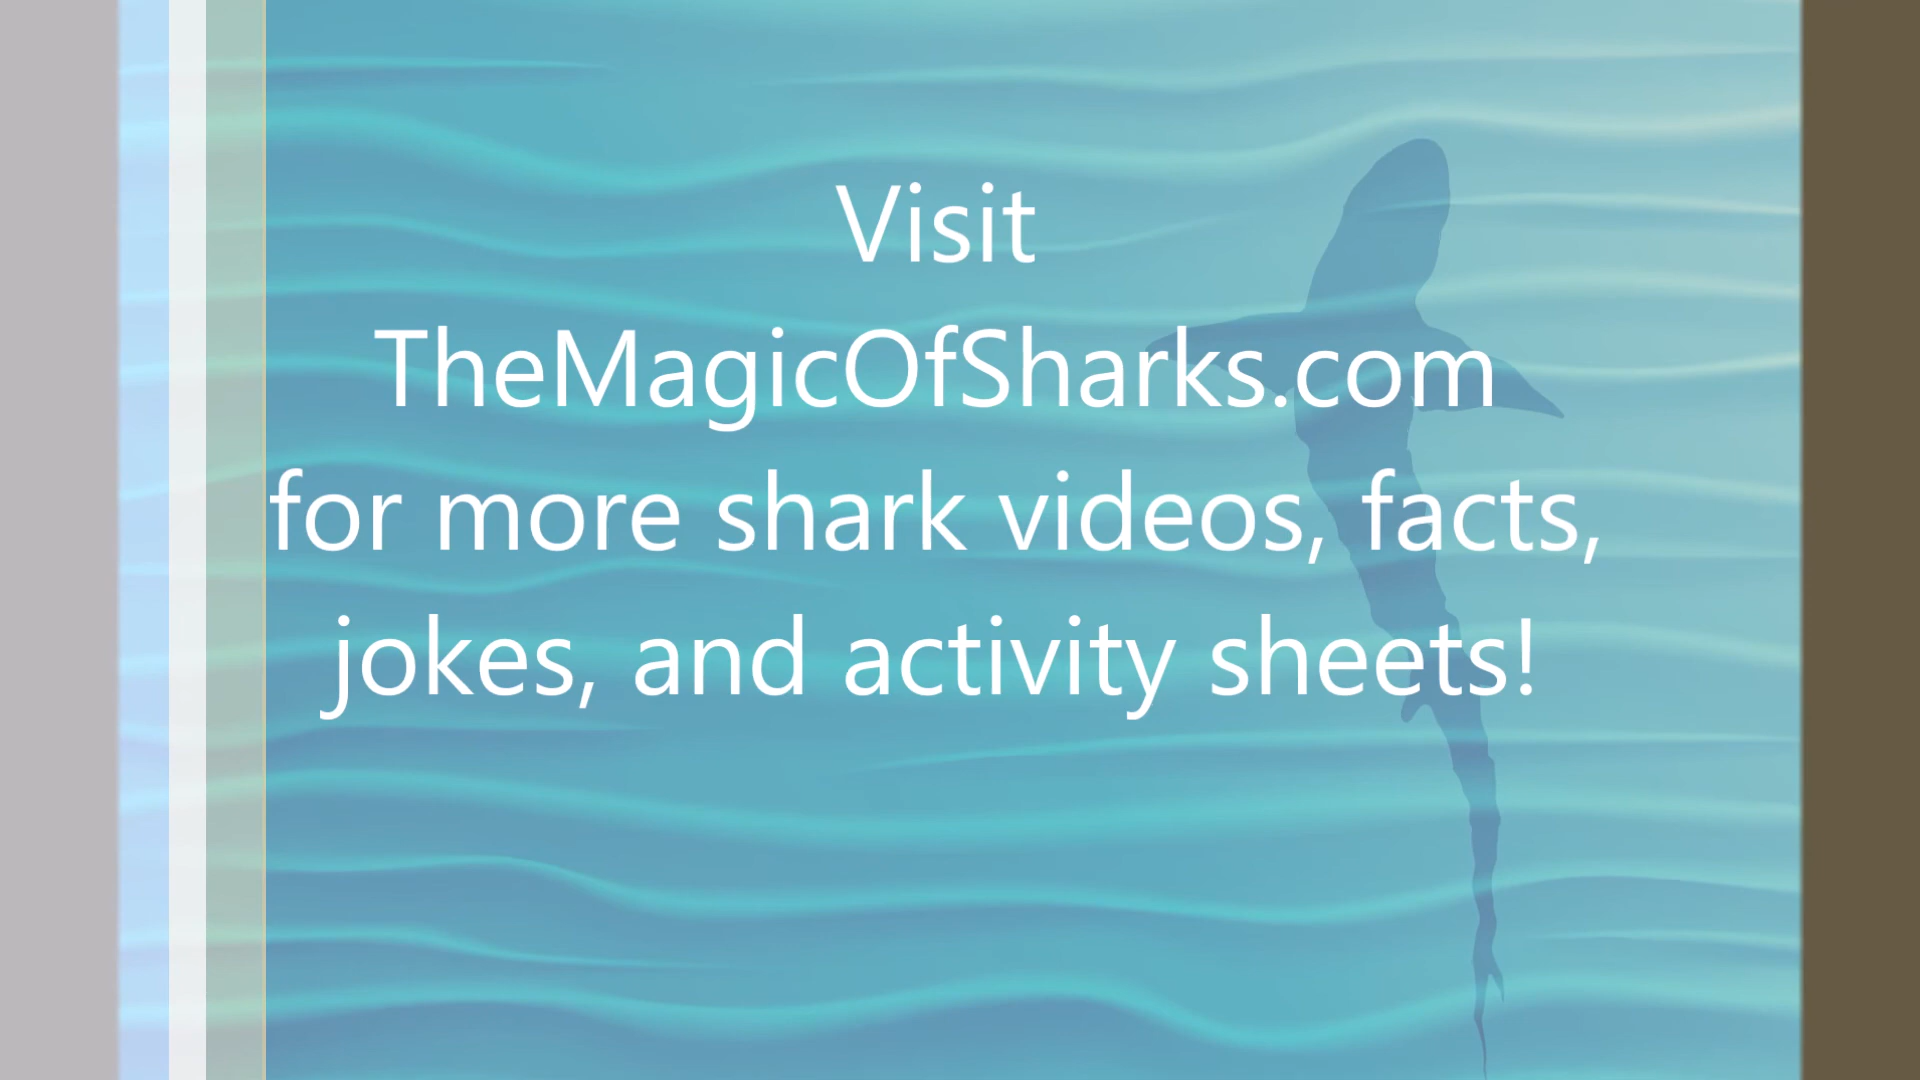 Visit
TheMagicOfSharks.com
for more shark videos, facts,
jokes, and activity sheets!